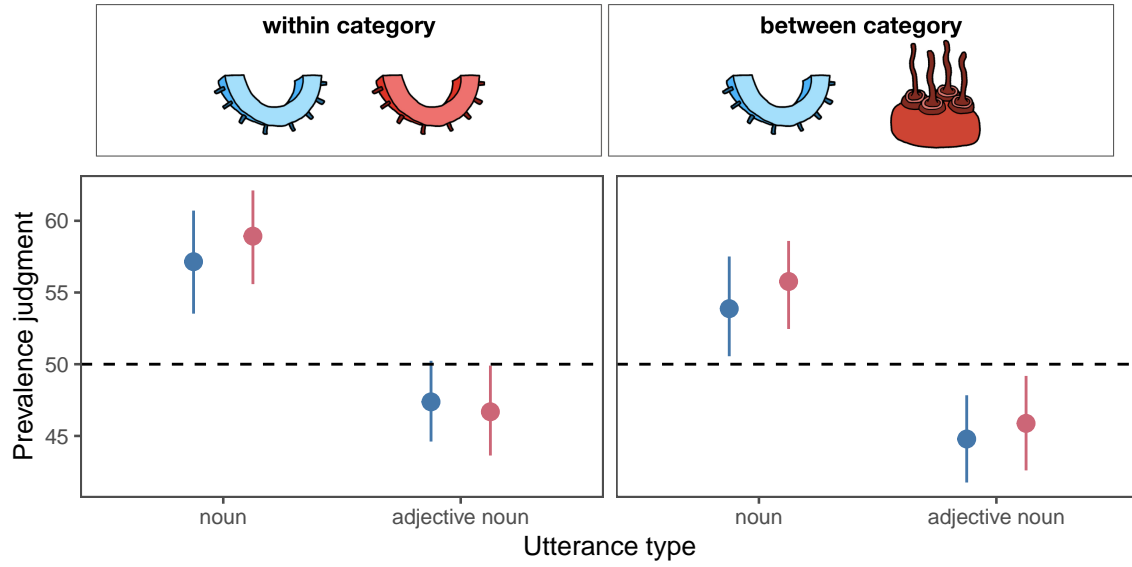 within category
between category
Prevalence judgment
60
55
50
45
noun
adjective noun
noun
adjective noun
Utterance type